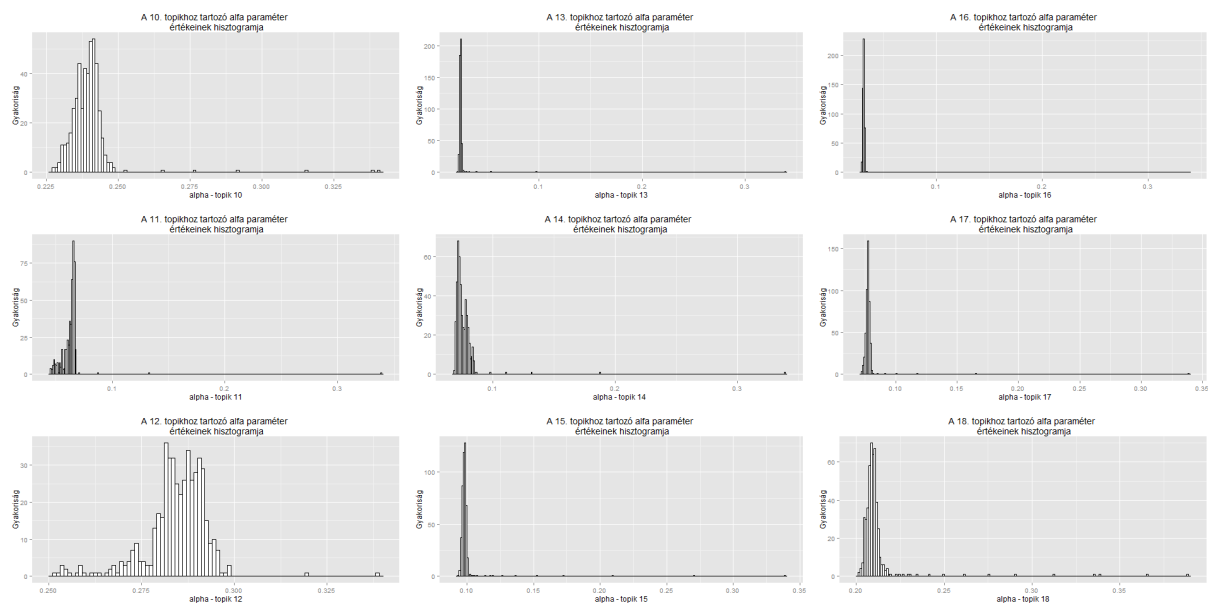 A 10. topikhoz tartozó alfa paraméter
értékeinek hisztogramja
Gyakoriság
40
20
0
0.225
0.250
0.275
0.300
0.325
alpha - topik 10
A 13. topikhoz tartozó alfa paraméter
értékeinek hisztogramja
Gyakoriság
200
150
100
50
0
0.1
0.2
0.3
alpha - topik 13
A 16. topikhoz tartozó alfa paraméter
értékeinek hisztogramja
Gyakoriság
200
150
100
50
0
0.1
0.2
0.3
alpha - topik 16
A 11. topikhoz tartozó alfa paraméter
értékeinek hisztogramja
Gyakoriság
75
50
25
0
0.1
0.2
0.3
alpha - topik 11
A 14. topikhoz tartozó alfa paraméter
értékeinek hisztogramja
Gyakoriság
60
40
20
0
0.1
0.2
0.3
alpha - topik 14
A 17. topikhoz tartozó alfa paraméter
értékeinek hisztogramja
Gyakoriság
150
100
50
0
0.10
0.15
0.20
0.25
0.30
0.35
alpha - topik 17
A 12. topikhoz tartozó alfa paraméter
értékeinek hisztogramja
Gyakoriság
30
20
10
0
0.250
0.275
0.300
0.325
alpha - topik 12
A 15. topikhoz tartozó alfa paraméter
értékeinek hisztogramja
Gyakoriság
100
50
0
0.10
0.15
0.20
0.25
0.30
0.35
alpha - topik 15
A 18. topikhoz tartozó alfa paraméter
értékeinek hisztogramja
Gyakoriság
60
40
20
0
0.20
0.25
0.30
0.35
alpha - topik 18